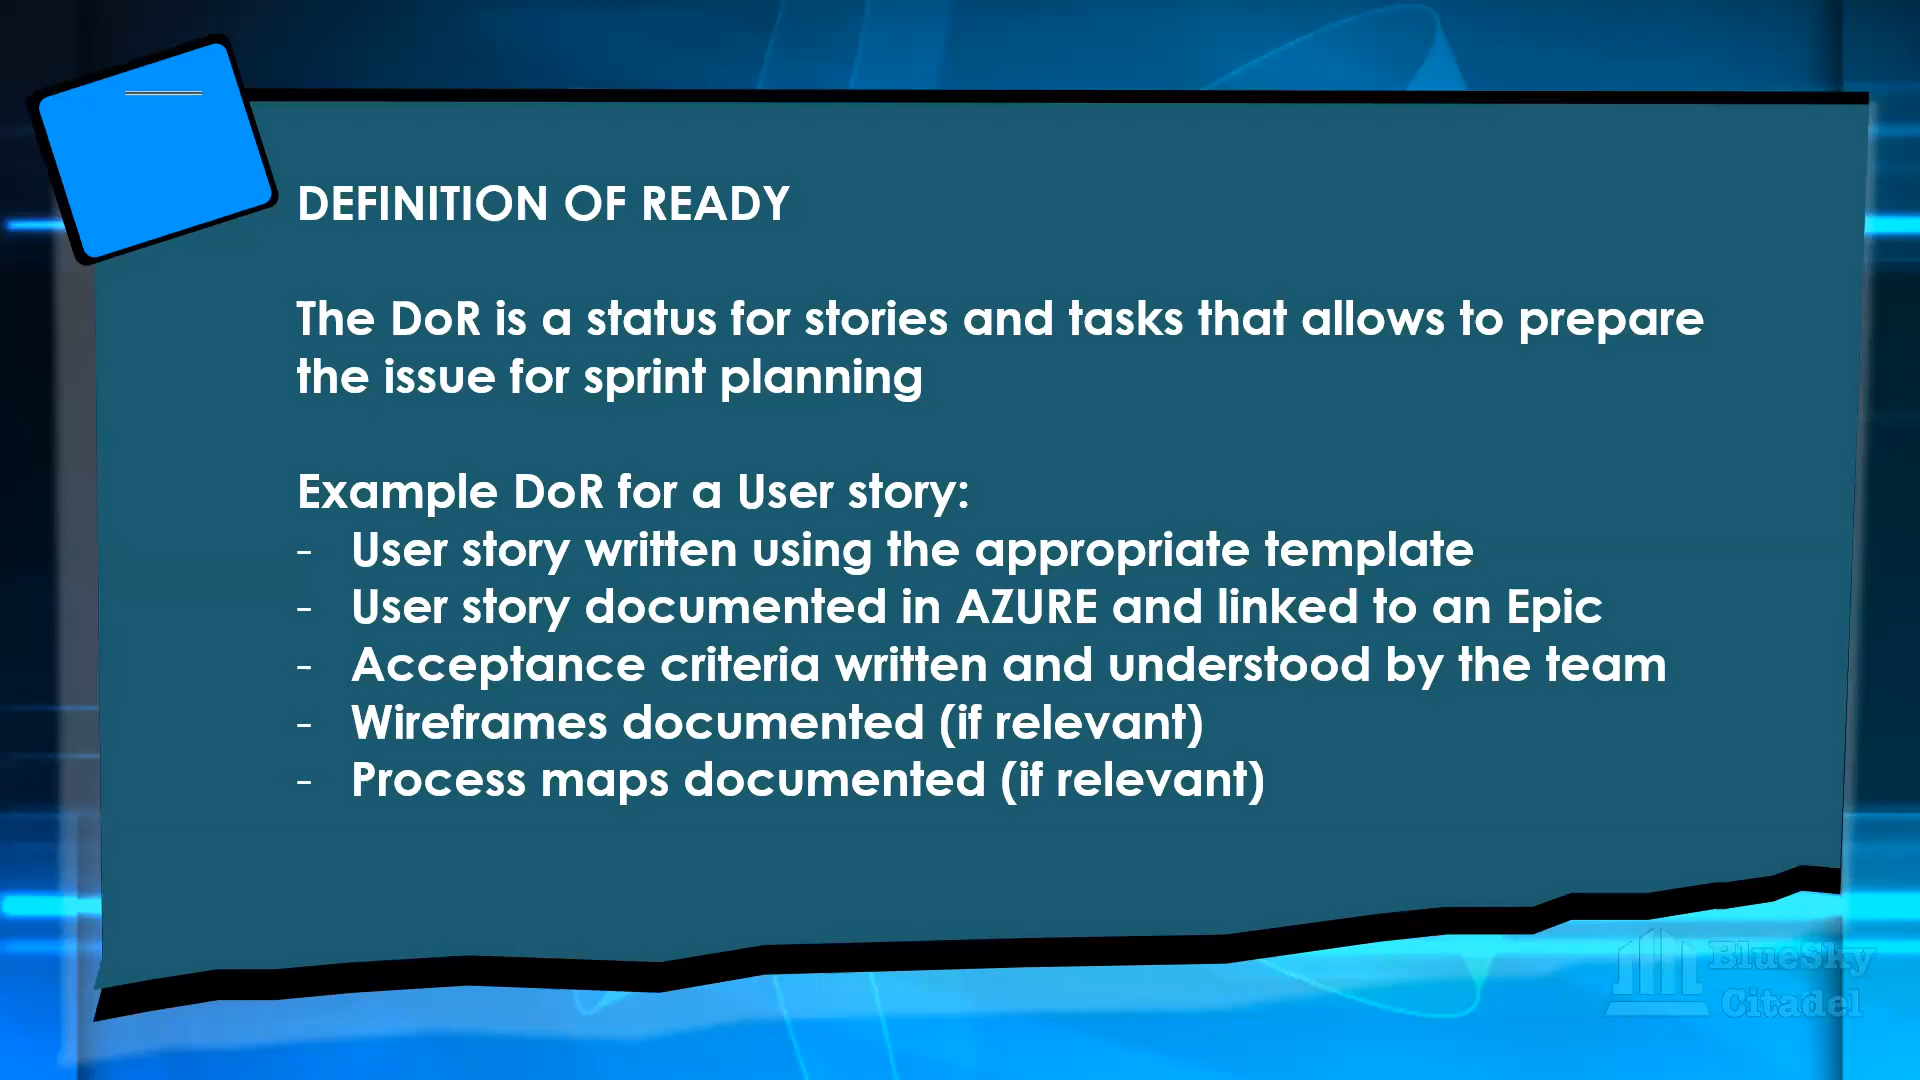 DEFINITION OF READY
The DoR is a status for stories and tasks that allows to prepare
the issue for sprint planning
Example DoR for a User story:
- User story written using the appropriate template
- User story documented in AZURE and linked to an Epic
- Acceptance criteria written and understood by the team
- Wireframes documented (if relevant)
- Process maps documented (if relevant)
BlueSky
Citadel